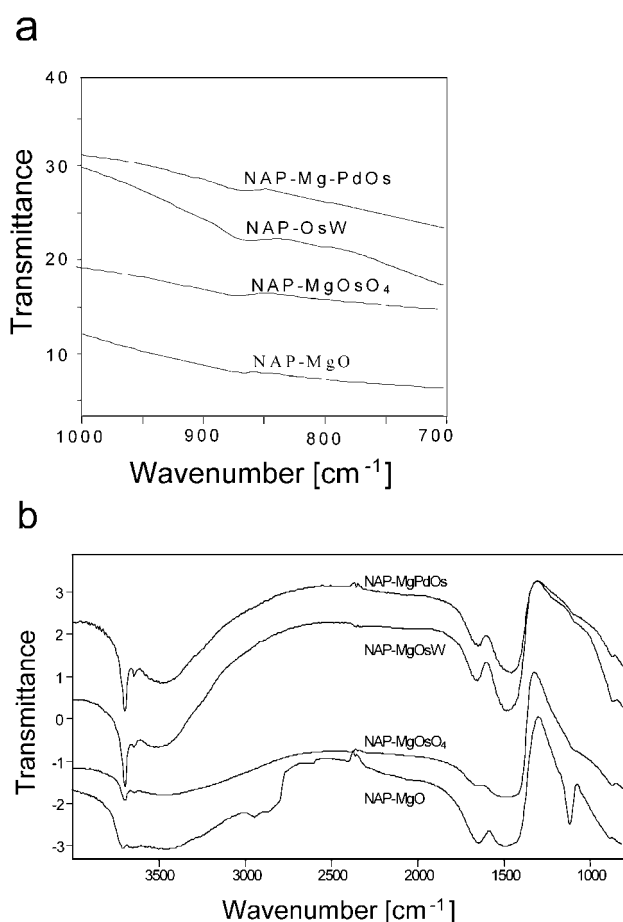 a
40
NAP-Mg-PdOs
30
NAP-OsW
20
NAP-MgOsO₄
NAP-MgO
10
Transmittance
1000 900 800 700
Wavenumber [cm⁻¹]
b
NAP-MgPdOs
3
2
NAP-MgOsW
1
0
NAP-MgOsO₄
-1
NAP-MgO
-2
-3
Transmittance
3500 3000 2500 2000 1500 1000
Wavenumber [cm⁻¹]